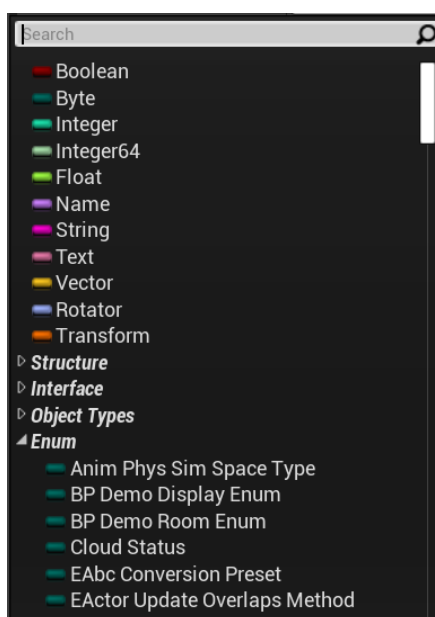 Search
Boolean
Byte
Integer
Integer64
Float
Name
String
Text
Vector
Rotator
Transform
Structure
Interface
Object Types
Enum
Anim Phys Sim Space Type
BP Demo Display Enum
BP Demo Room Enum
Cloud Status
EAbc Conversion Preset
EActor Update Overlaps Method